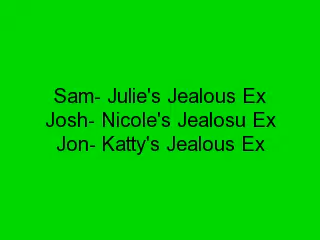 Sam- Julie's Jealous Ex
Josh- Nicole's Jealosu Ex
Jon- Katty's Jealous Ex